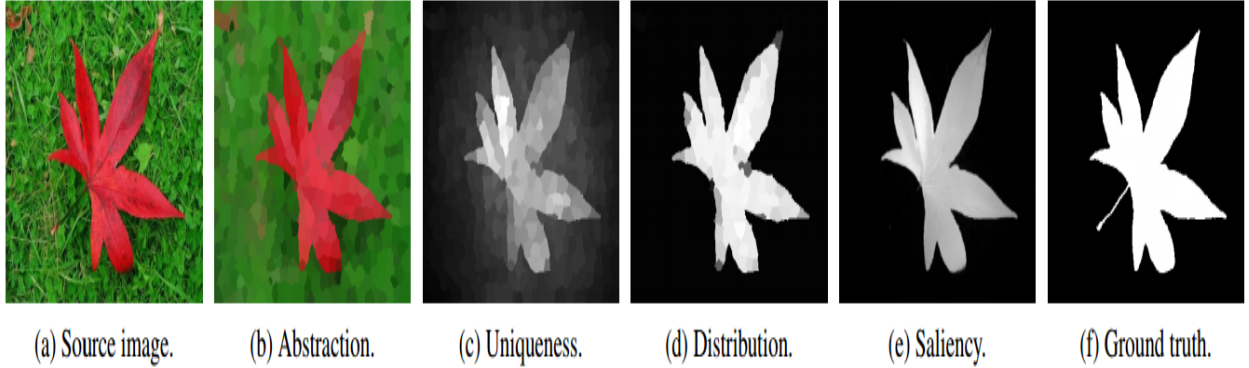 (a) Source image. (b) Abstraction. (c) Uniqueness. (d) Distribution. (e) Saliency. (f) Ground truth.